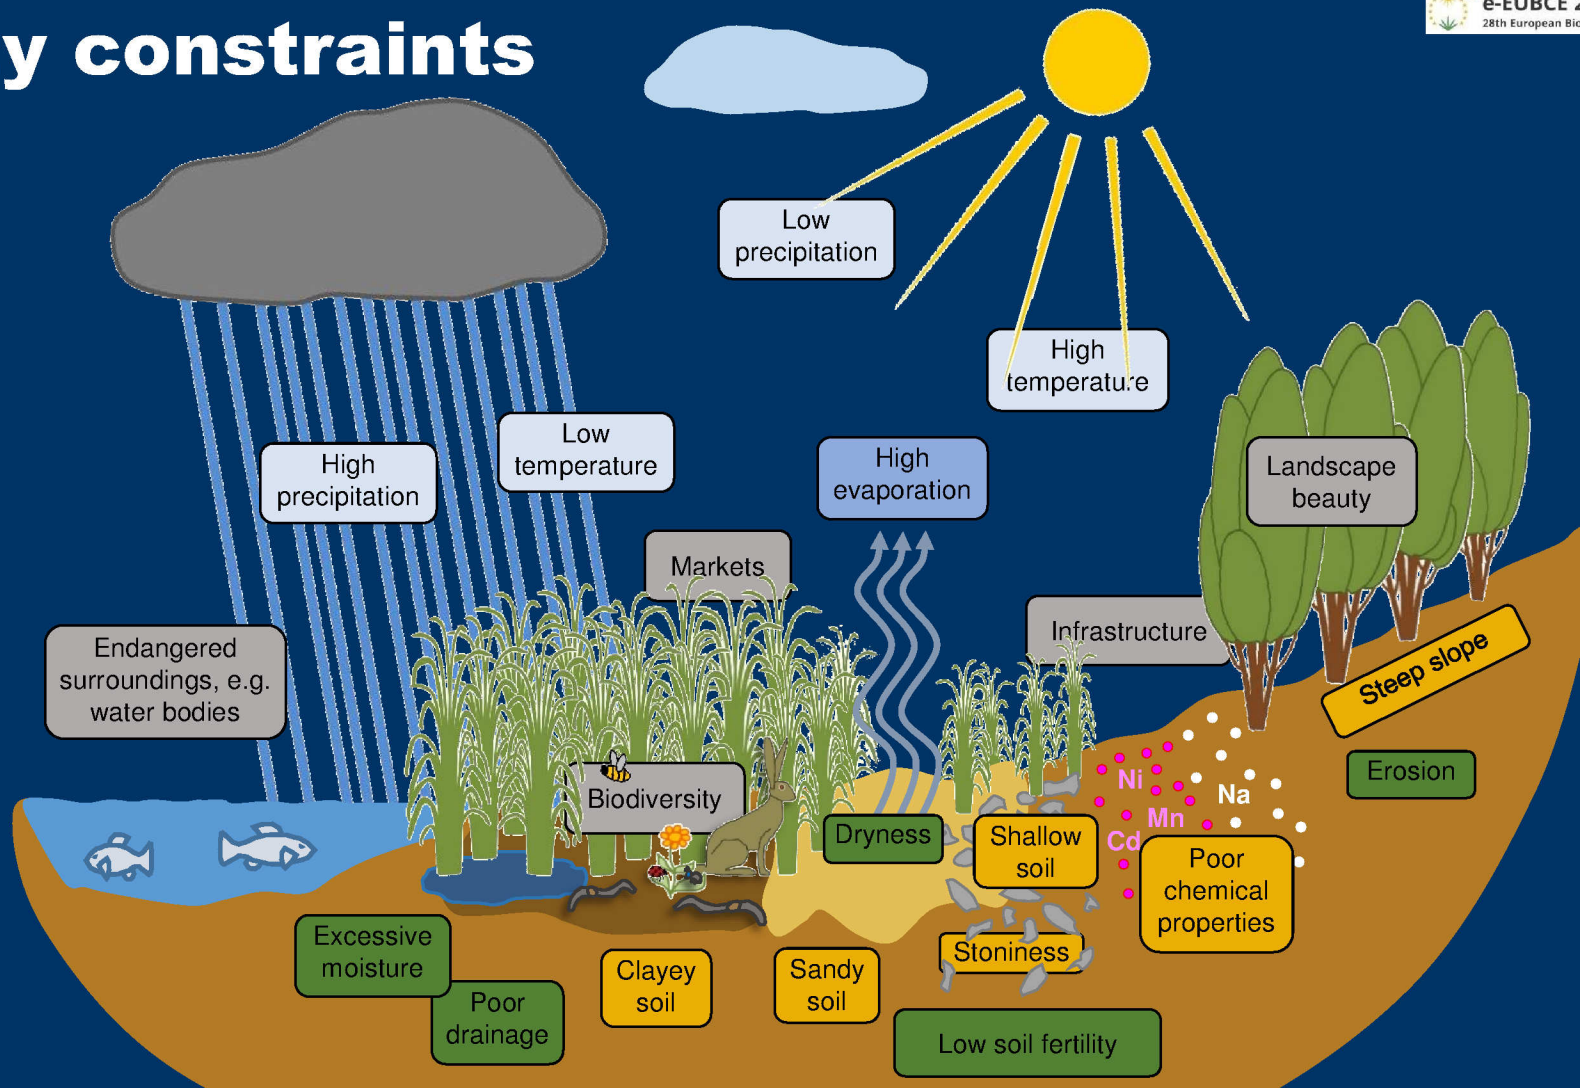 y constraints
e-EUBCE 2
28th European Bio
Low
precipitation
High
temperature
Low
temperature
High
precipitation
High
evaporation
Landscape
beauty
Markets
Infrastructure
Endangered
surroundings, e.g.
water bodies
Steep slope
Erosion
Biodiversity
Ni
Na
Mn
Cd
Dryness
Shallow
soil
Poor
chemical
properties
Excessive
moisture
Poor
drainage
Clayey
soil
Sandy
soil
Stoniness
Low soil fertility